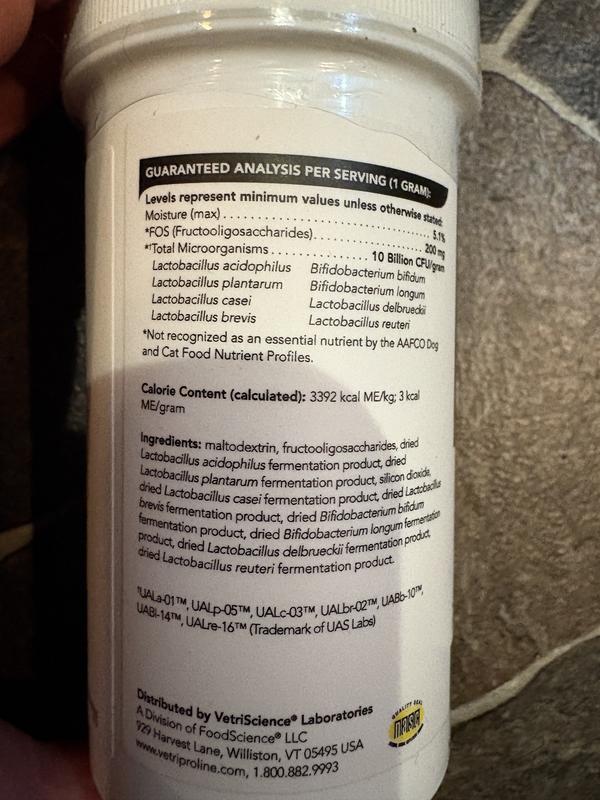 GUARANTEED ANALYSIS PER SERVING (1 GRAM):
Levels represent minimum values unless otherwise stated:
Moisture (max) . . . . . . . . . . . . . . . . . . . . . . . . . . . . 5.1%
*FOS (Fructooligosaccharides). . . . . . . . . . . . . . . 200 mg
*†Total Microorganisms . . . . . . . . . . . . . 10 Billion CFU/gram
Lactobacillus acidophilus Bifidobacterium bifidum
Lactobacillus plantarum Bifidobacterium longum
Lactobacillus casei Lactobacillus delbrueckii
Lactobacillus brevis Lactobacillus reuteri
*Not recognized as an essential nutrient by the AAFCO Dog
and Cat Food Nutrient Profiles.
Calorie Content (calculated): 3392 kcal ME/kg; 3 kcal
ME/gram
Ingredients: maltodextrin, fructooligosaccharides, dried
Lactobacillus acidophilus fermentation product, dried
Lactobacillus plantarum fermentation product, silicon dioxide,
dried Lactobacillus casei fermentation product, dried Lactobacillus
brevis fermentation product, dried Bifidobacterium bifidum
fermentation product, dried Bifidobacterium longum fermentation
product, dried Lactobacillus delbrueckii fermentation product,
dried Lactobacillus reuteri fermentation product.
†UALa-01™, UALp-05™, UALc-03™, UALbr-02™, UABb-10™,
UABl-14™, UALre-16™ (Trademark of UAS Labs)
Distributed by VetriScience® Laboratories
A Division of FoodScience® LLC
929 Harvest Lane, Williston, VT 05495 USA
www.vetriproline.com, 1.800.882.9993
QUALITY SEAL
NASC